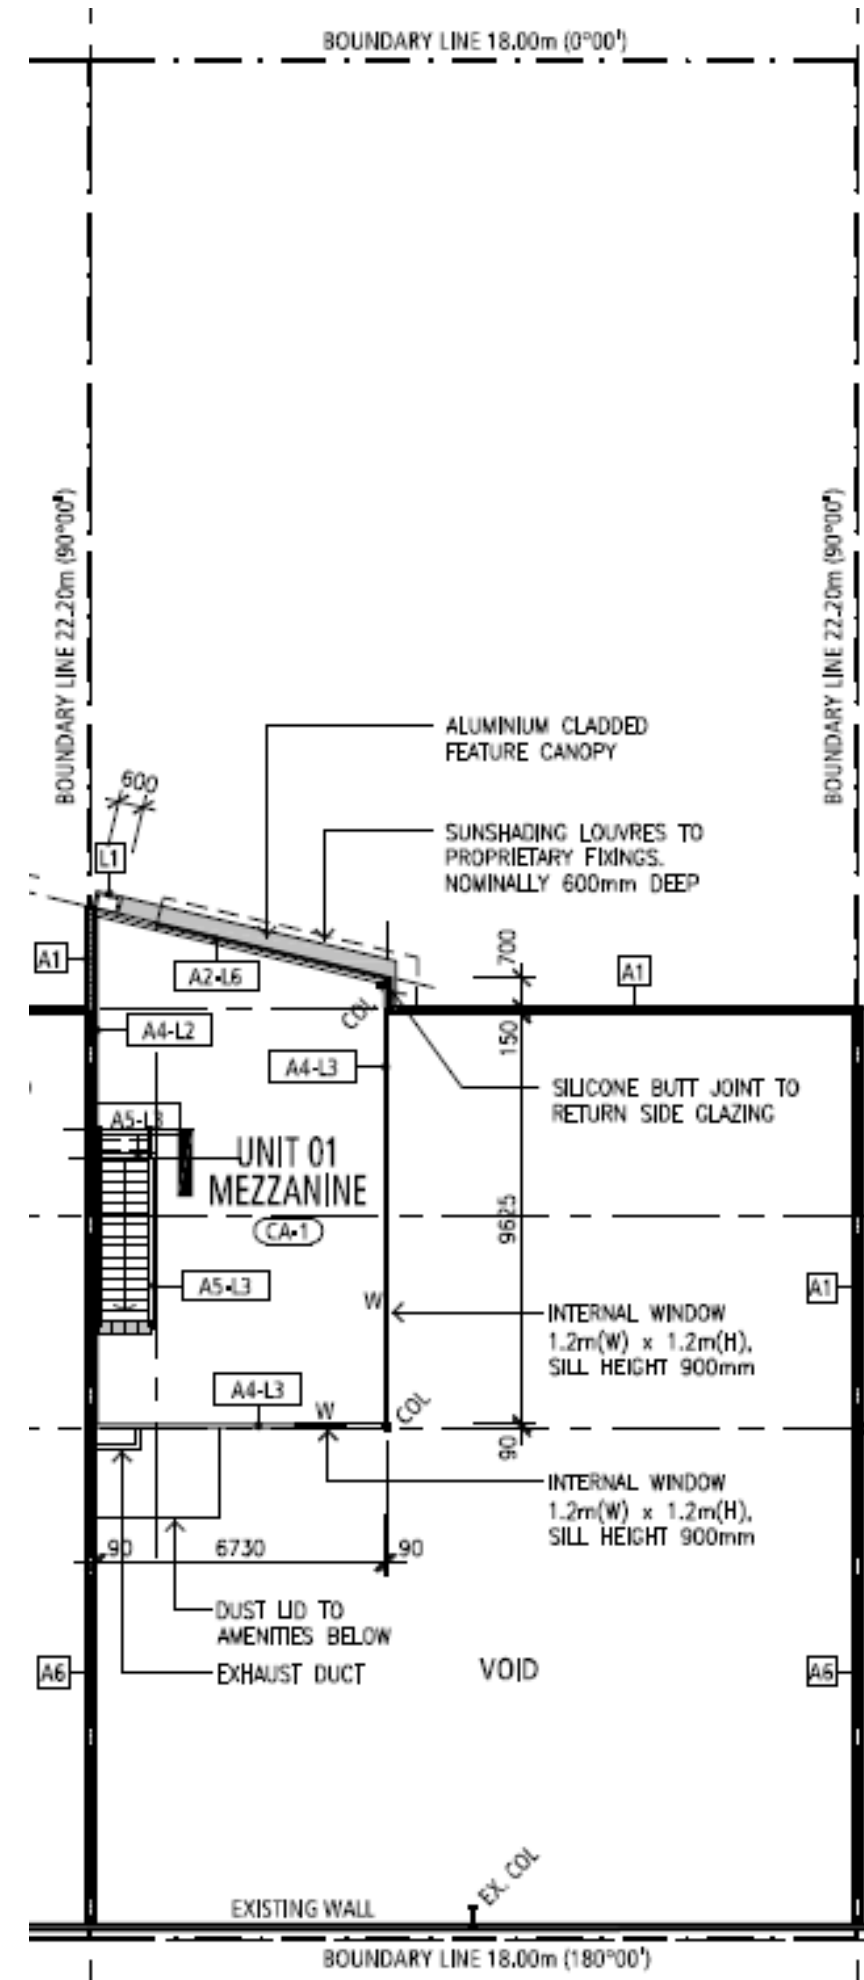 BOUNDARY LINE 18.00m (0°00')
BOUNDARY LINE 22.20m (90°00')
BOUNDARY LINE 22.20m (90°00')
ALUMINIUM CLADDED
FEATURE CANOPY
600
SUNSHADING LOUVRES TO
PROPRIETARY FIXINGS.
NOMINALLY 600mm DEEP
L1
A1
A2-L6
700
A1
COL
A4-L2
150
A4-L3
SILICONE BUTT JOINT TO
RETURN SIDE GLAZING
A5-L3
UNIT 01
MEZZANINE
CA-1
9625
A5-L3
A1
W
INTERNAL WINDOW
1.2m(W) x 1.2m(H),
SILL HEIGHT 900mm
A4-L3
W
COL
90
INTERNAL WINDOW
1.2m(W) x 1.2m(H),
SILL HEIGHT 900mm
90
6730
90
DUST LID TO
AMENITIES BELOW
EXHAUST DUCT
VOID
A6
A6
EX. COL
EXISTING WALL
BOUNDARY LINE 18.00m (180°00')